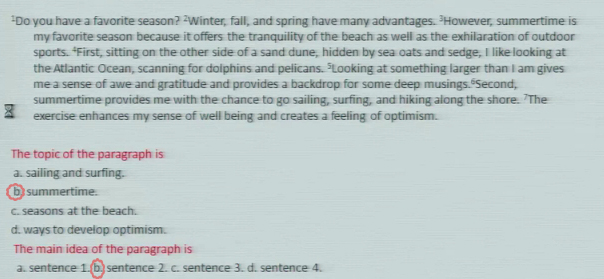 ¹Do you have a favorite season? ²Winter, fall, and spring have many advantages. ³However, summertime is
my favorite season because it offers the tranquility of the beach as well as the exhilaration of outdoor
sports. ⁴First, sitting on the other side of a sand dune, hidden by sea oats and sedge, I like looking at
the Atlantic Ocean, scanning for dolphins and pelicans. ⁵Looking at something larger than I am gives
me a sense of awe and gratitude and provides a backdrop for some deep musings.⁶Second,
summertime provides me with the chance to go sailing, surfing, and hiking along the shore. ⁷The
exercise enhances my sense of well being and creates a feeling of optimism.
The topic of the paragraph is
a. sailing and surfing.
b. summertime.
c. seasons at the beach.
d. ways to develop optimism.
The main idea of the paragraph is
a. sentence 1. b. sentence 2. c. sentence 3. d. sentence 4.